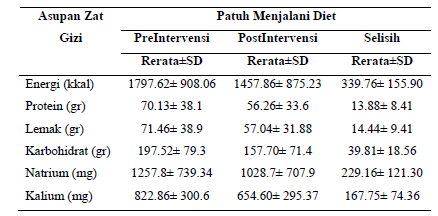 Asupan Zat Gizi Patuh Menjalani Diet
PreIntervensi PostIntervensi Selisih
Rerata±SD Rerata±SD Rerata±SD
Energi (kkal) 1797.62± 908.06 1457.86± 875.23 339.76± 155.90
Protein (gr) 70.13± 38.1 56.26± 33.6 13.88± 8.41
Lemak (gr) 71.46± 38.9 57.04± 31.88 14.44± 9.41
Karbohidrat (gr) 197.52± 79.3 157.70± 71.4 39.81± 18.56
Natrium (mg) 1257.8± 739.34 1028.7± 707.9 229.16± 121.30
Kalium (mg) 822.86± 300.6 654.60± 295.37 167.75± 74.36